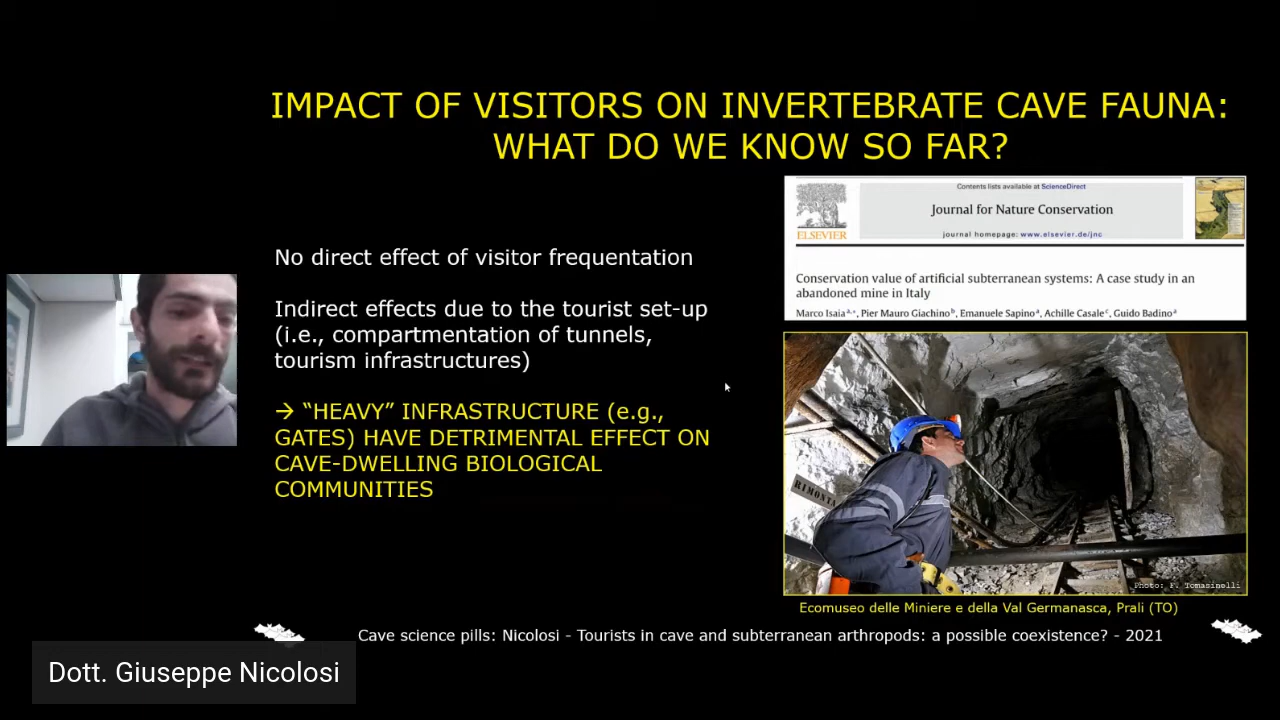 IMPACT OF VISITORS ON INVERTEBRATE CAVE FAUNA:
WHAT DO WE KNOW SO FAR?
No direct effect of visitor frequentation
Indirect effects due to the tourist set-up
(i.e., compartmentation of tunnels,
tourism infrastructures)
→ “HEAVY” INFRASTRUCTURE (e.g.,
GATES) HAVE DETRIMENTAL EFFECT ON
CAVE-DWELLING BIOLOGICAL
COMMUNITIES
Contents lists available at ScienceDirect
Journal for Nature Conservation
journal homepage: www.elsevier.de/jnc
ELSEVIER
Conservation value of artificial subterranean systems: A case study in an
abandoned mine in Italy
Marco Isaia a,*, Pier Mauro Giachino b, Emanuele Sapino a, Achille Casale c, Guido Badino a
RIMONTA
Photo: F. Tomasinelli
Ecomuseo delle Miniere e della Val Germanasca, Prali (TO)
Cave science pills: Nicolosi - Tourists in cave and subterranean arthropods: a possible coexistence? - 2021
Dott. Giuseppe Nicolosi